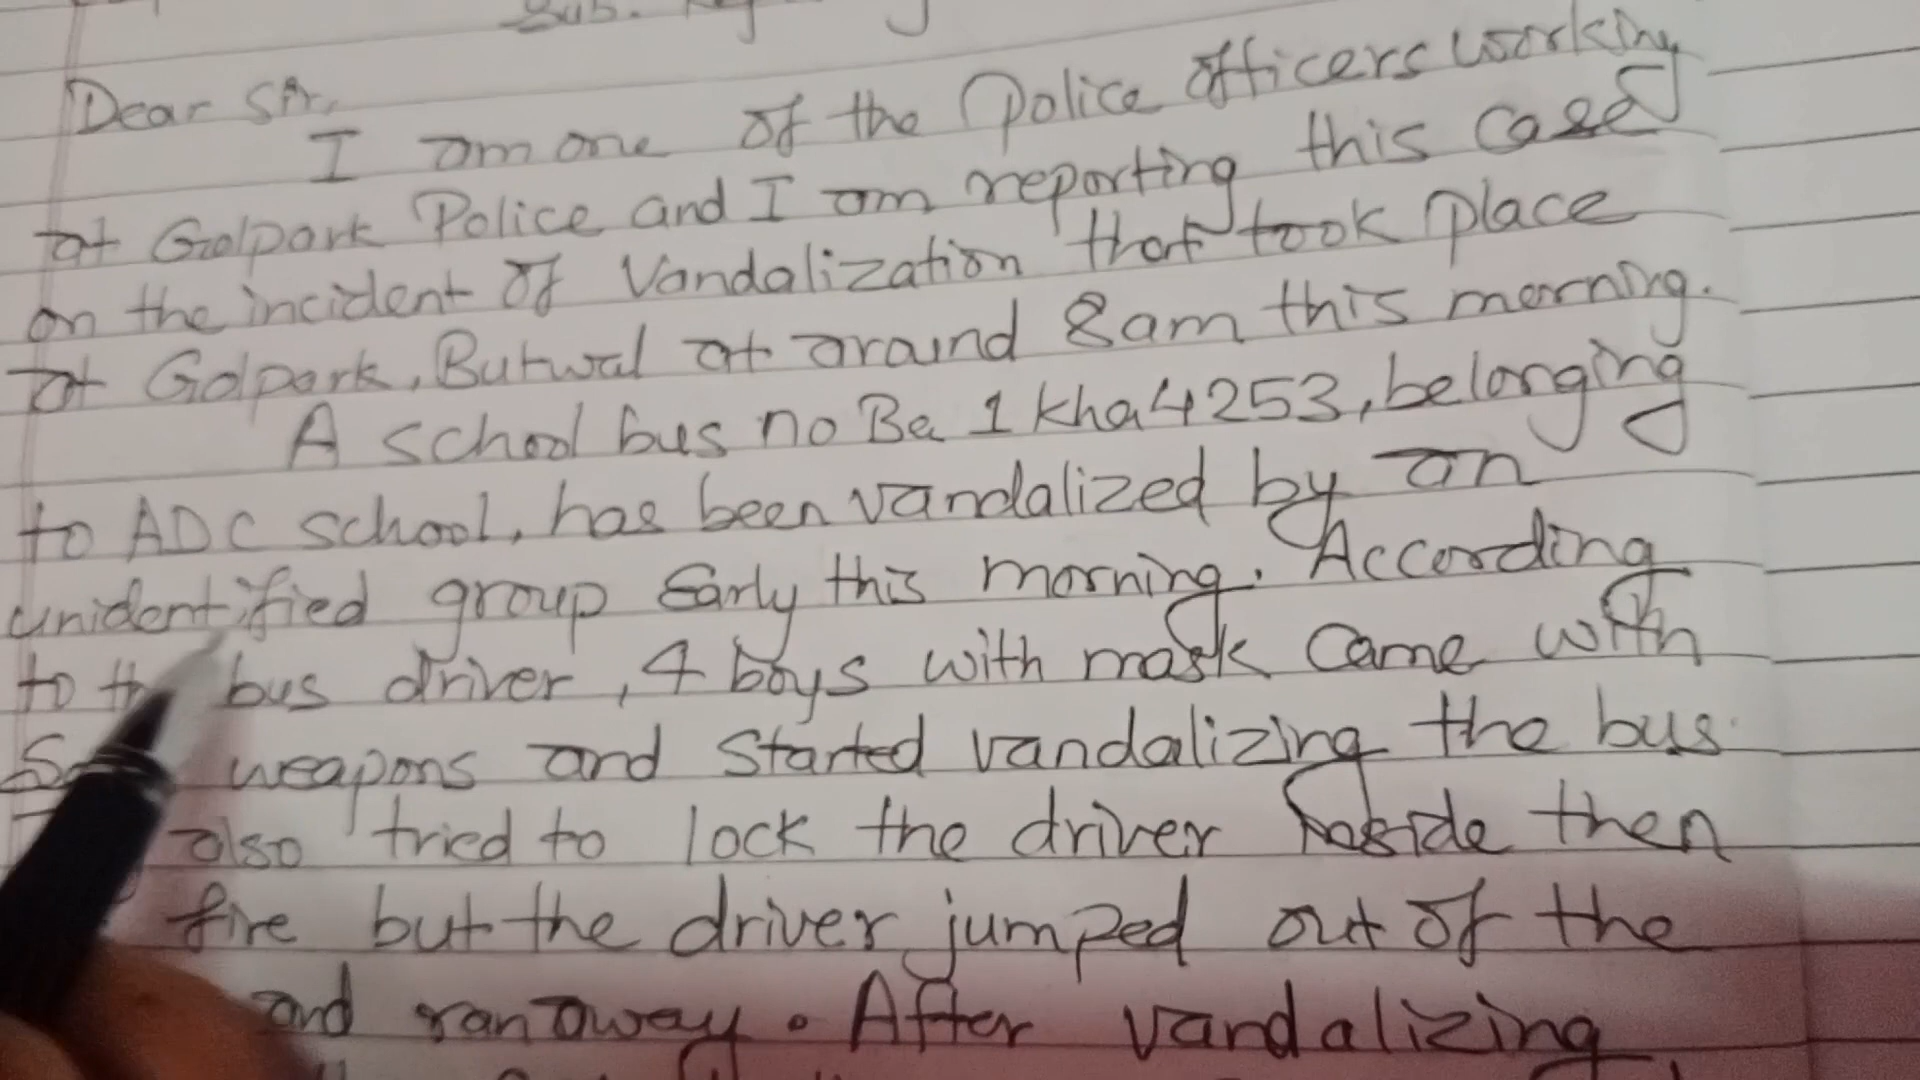 Sub.
Dear Sir,
I am one of the Police officers working
at Golpark Police and I am reporting this case
on the incident of Vandalization that took place
at Golpark, Butwal at around 8 am this morning.
A school bus no Ba 1 Kha 4253, belonging
to ADC school, has been vandalized by an
unidentified group Early this morning. According
to the bus driver, 4 boys with mask came with
weapons and started vandalizing the bus.
also tried to lock the driver then
fire but the driver jumped out of the
and ran away. After vandalizing